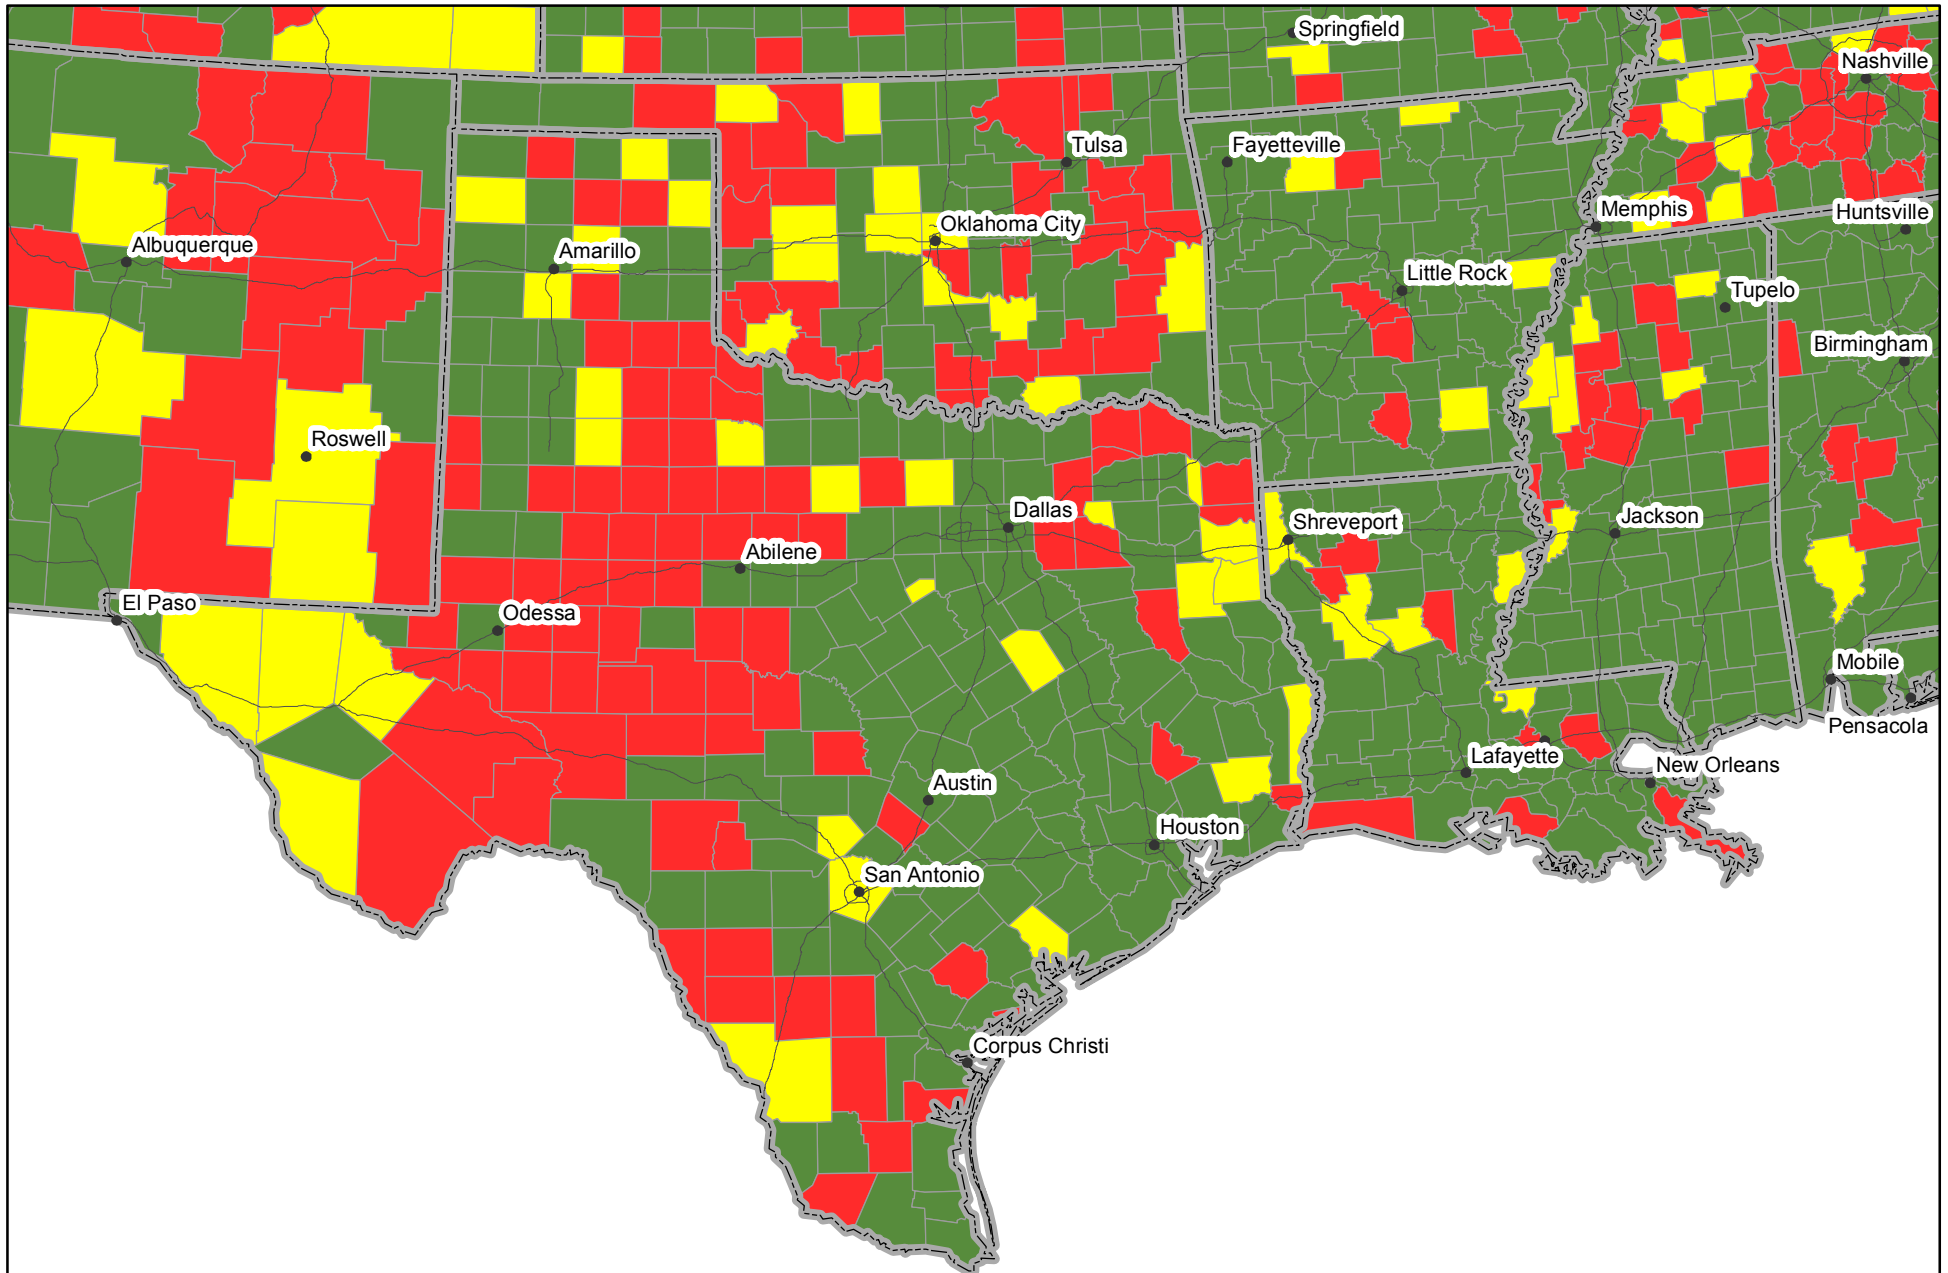 Springfield
Nashville
Tulsa
Fayetteville
Memphis
Huntsville
Oklahoma City
Albuquerque
Amarillo
Little Rock
Tupelo
Birmingham
Roswell
Dallas
Shreveport
Jackson
Abilene
El Paso
Odessa
Mobile
Pensacola
Lafayette
New Orleans
Austin
Houston
San Antonio
Corpus Christi